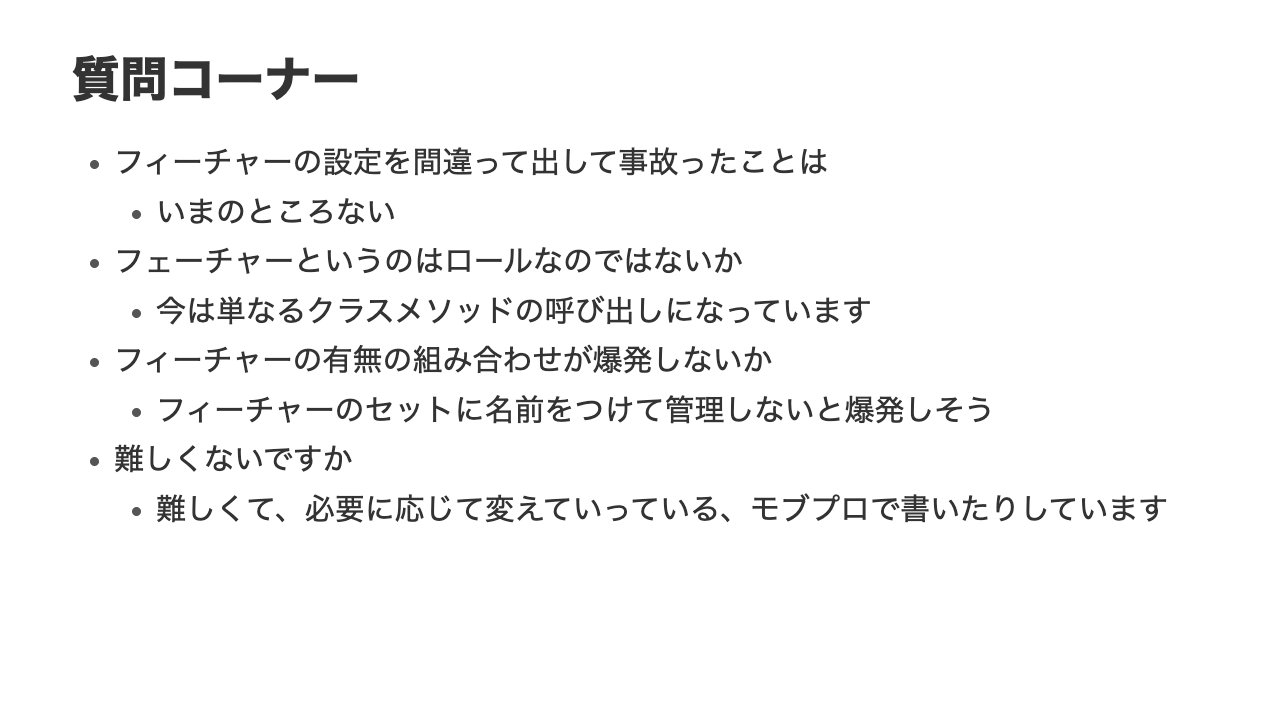 質問コーナー
フィーチャーの設定を間違って出して事故ったことは
いまのところない
フェーチャーというのはロールなのではないか
今は単なるクラスメソッドの呼び出しになっています
フィーチャーの有無の組み合わせが爆発しないか
フィーチャーのセットに名前をつけて管理しないと爆発しそう
難しくないですか
難しくて、必要に応じて変えていっている、モブプロで書いたりしています